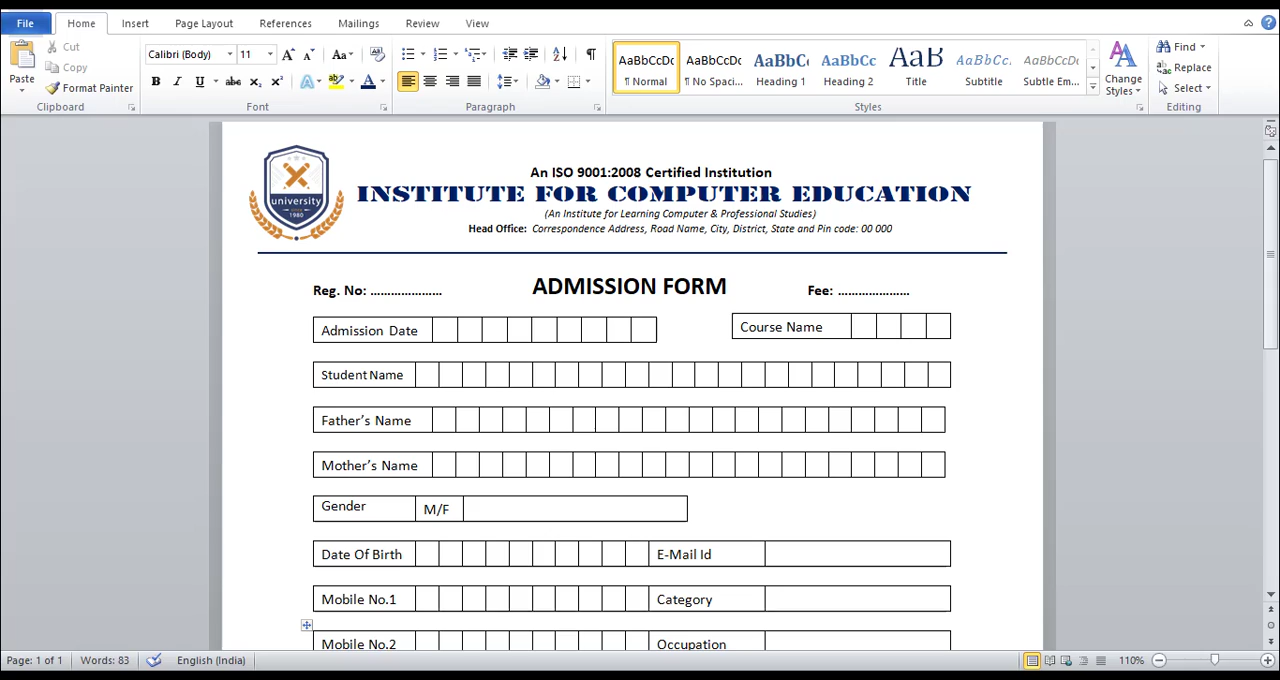 File Home Insert Page Layout References Mailings Review View
Paste
Cut
Copy
Format Painter
Clipboard
Calibri (Body) 11
Font
Paragraph
AaBbCcDc AaBbCcDc AaBbC AaBbCc AaB AaBbCc. AaBbCcDc
¶ Normal ¶ No Spaci... Heading 1 Heading 2 Title Subtitle Subtle Em...
Change Styles
Styles
Find
Replace
Select
Editing
university
SINCE
1980
An ISO 9001:2008 Certified Institution
INSTITUTE FOR COMPUTER EDUCATION
(An Institute for Learning Computer & Professional Studies)
Head Office: Correspondence Address, Road Name, City, District, State and Pin code: 00 000
Reg. No: ..................... ADMISSION FORM Fee: .....................
Admission Date Course Name
Student Name
Father’s Name
Mother’s Name
Gender M/F
Date Of Birth E-Mail Id
Mobile No.1 Category
Mobile No.2 Occupation
Page: 1 of 1 Words: 83 English (India) 110%